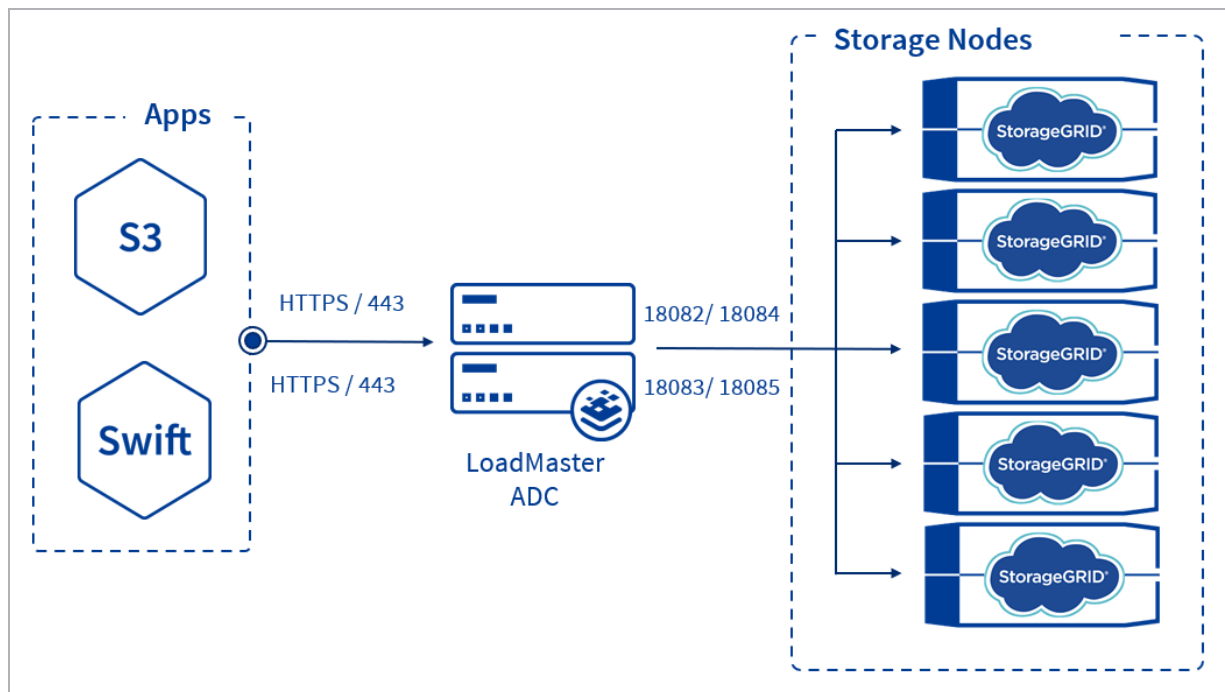 Storage Nodes
Apps
S3
Swift
HTTPS / 443
HTTPS / 443
LoadMaster
ADC
18082/ 18084
18083/ 18085
StorageGRID®
StorageGRID®
StorageGRID®
StorageGRID®
StorageGRID®